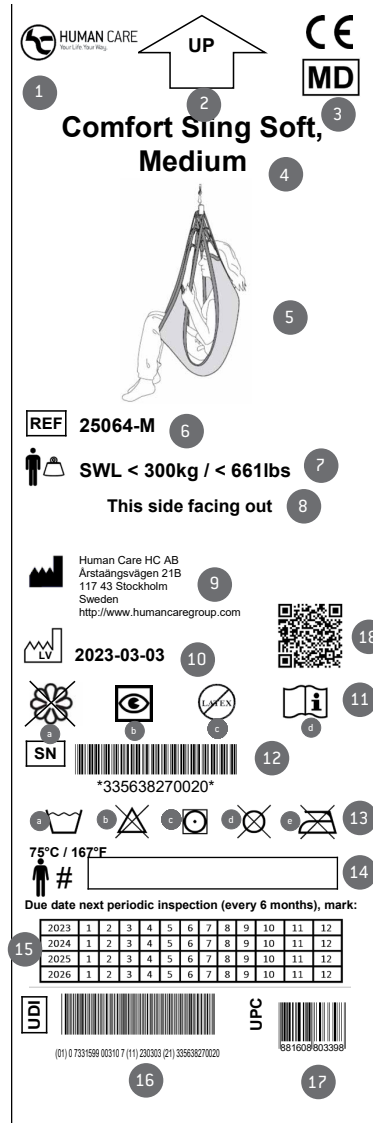 HUMAN CARE
Your Life. Your Way.
UP
CE
MD
1
2
3
Comfort Sling Soft,
Medium
4
5
REF 25064-M 6
SWL < 300kg / < 661lbs 7
This side facing out 8
Human Care HC AB
Årstaängsvägen 21B
117 43 Stockholm
Sweden
http://www.humancaregroup.com
9
LV 2023-03-03 10
18
LATEX i 11
a b c d
SN 12
*335638270020*
a b c d e 13
75°C / 167°F
# 14
Due date next periodic inspection (every 6 months), mark:
15
2023 1 2 3 4 5 6 7 8 9 10 11 12
2024 1 2 3 4 5 6 7 8 9 10 11 12
2025 1 2 3 4 5 6 7 8 9 10 11 12
2026 1 2 3 4 5 6 7 8 9 10 11 12
UDI UPC
(01) 0 7331599 00310 7 (11) 230303 (21) 335638270020
881608 803398
16 17